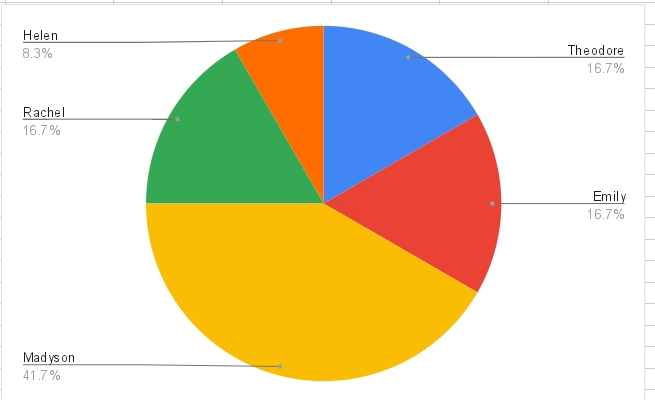 Helen
8.3%
Theodore
16.7%
Rachel
16.7%
Emily
16.7%
Madyson
41.7%